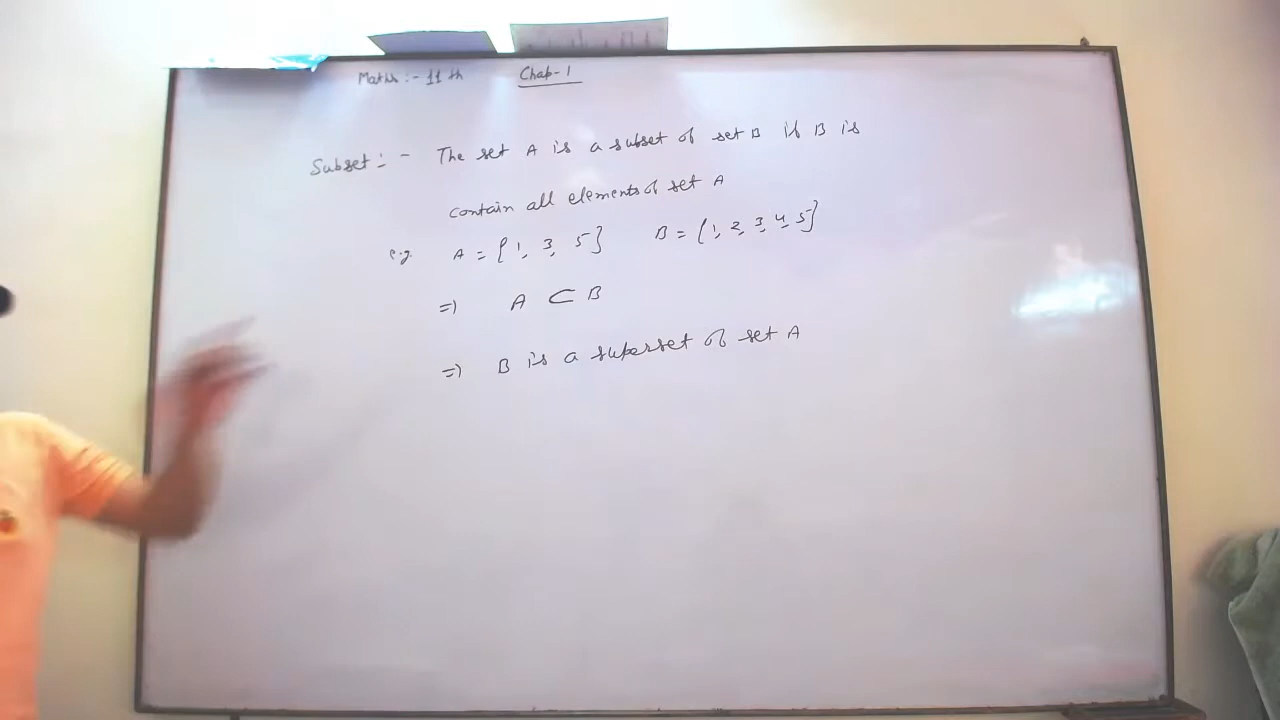 Maths :- 11 th Chap-1
Subset :- The set A is a subset of set B if B is
contain all elements of set A
e.g. A = {1, 3, 5} B = {1, 2, 3, 4, 5}
=> A ⊂ B
=> B is a superset of set A